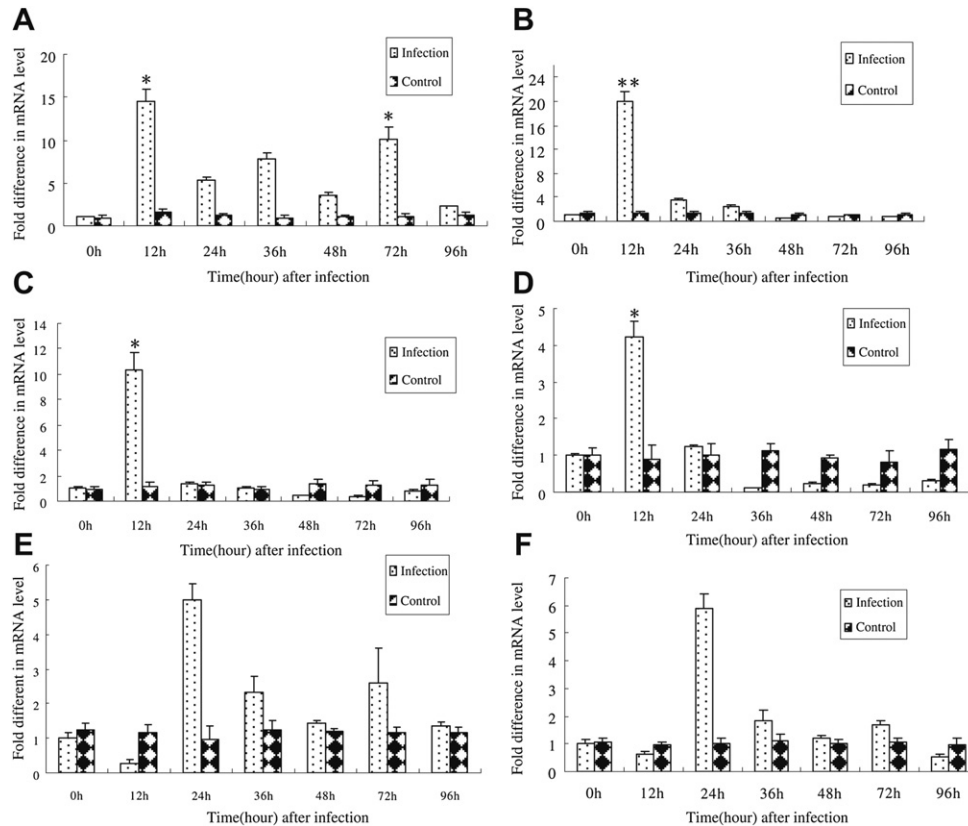 A
Fold difference in mRNA level
20
15
10
5
0
* *
Infection
Control
0h 12h 24h 36h 48h 72h 96h
Time(hour) after infection
B
Fold difference in mRNA level
24
20
16
12
8
4
0
**
Infection
Control
0h 12h 24h 36h 48h 72h 96h
Time(hour) after infection
C
Fold difference in mRNA level
14
12
10
8
6
4
2
0
*
Infection
Control
0h 12h 24h 36h 48h 72h 96h
Time(hour) after infection
D
Fold difference in mRNA level
5
4
3
2
1
0
*
Infection
Control
0h 12h 24h 36h 48h 72h 96h
Time(hour) after infection
E
Fold different in mRNA level
6
5
4
3
2
1
0
Infection
Control
0h 12h 24h 36h 48h 72h 96h
Time(hour) after infection
F
Fold difference in mRNA level
7
6
5
4
3
2
1
0
Infection
Control
0h 12h 24h 36h 48h 72h 96h
Time(hour) after infection